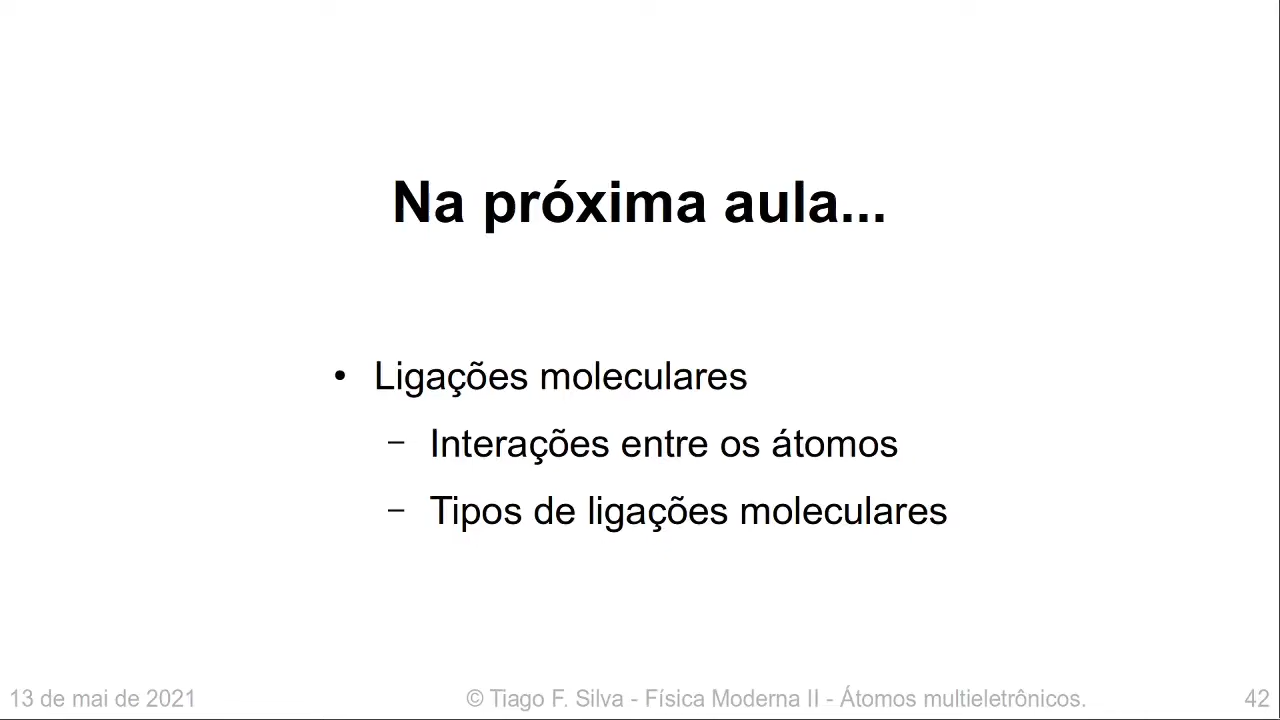 Na próxima aula...
• Ligações moleculares
– Interações entre os átomos
– Tipos de ligações moleculares
13 de mai de 2021 © Tiago F. Silva - Física Moderna II - Átomos multieletrônicos. 42